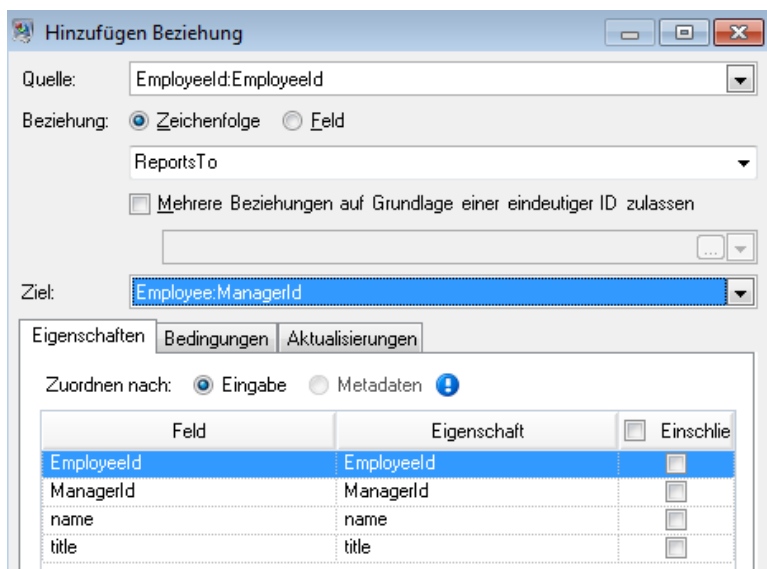 Hinzufügen Beziehung
Quelle: EmployeeId:EmployeeId
Beziehung: Zeichenfolge Feld
ReportsTo
Mehrere Beziehungen auf Grundlage einer eindeutiger ID zulassen
...
Ziel: Employee:ManagerId
Eigenschaften Bedingungen Aktualisierungen
Zuordnen nach: Eingabe Metadaten
Feld Eigenschaft Einschlie
EmployeeId EmployeeId
ManagerId ManagerId
name name
title title